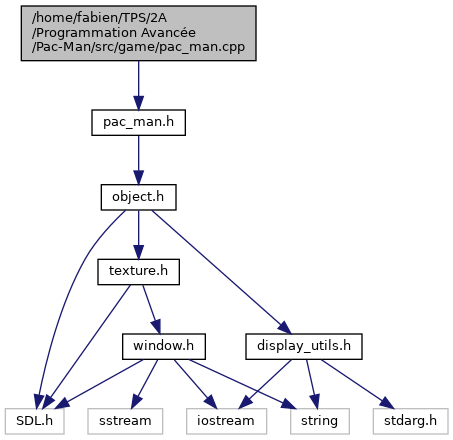 /home/fabien/TPS/2A
/Programmation Avancée
/Pac-Man/src/game/pac_man.cpp
pac_man.h
object.h
texture.h
window.h
display_utils.h
SDL.h
sstream
iostream
string
stdarg.h